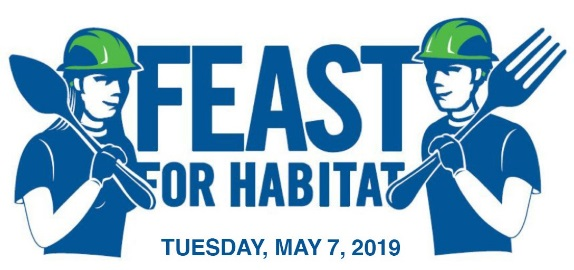 FEAST
FOR HABITAT
TUESDAY, MAY 7, 2019